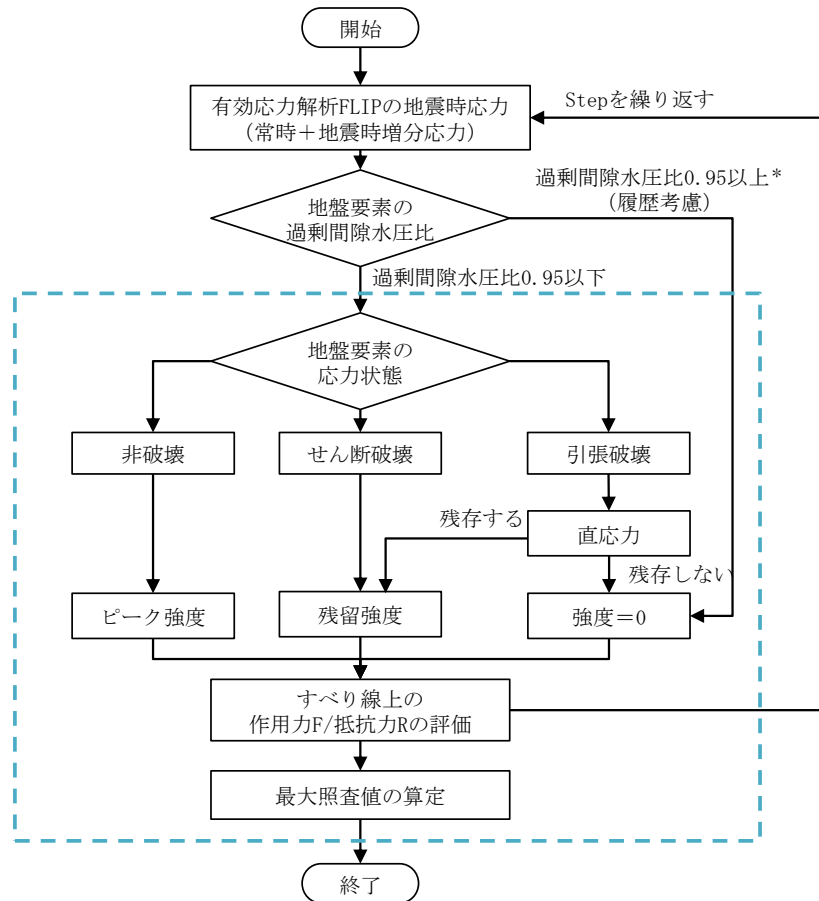 開始
有効応力解析FLIPの地震時応力
(常時+地震時増分応力)
Stepを繰り返す
地盤要素の
過剰間隙水圧比
過剰間隙水圧比0.95以上*
(履歴考慮)
過剰間隙水圧比0.95以下
地盤要素の
応力状態
非破壊
せん断破壊
引張破壊
残存する
直応力
残存しない
ピーク強度
残留強度
強度=0
すべり線上の
作用力F/抵抗力Rの評価
最大照査値の算定
終了